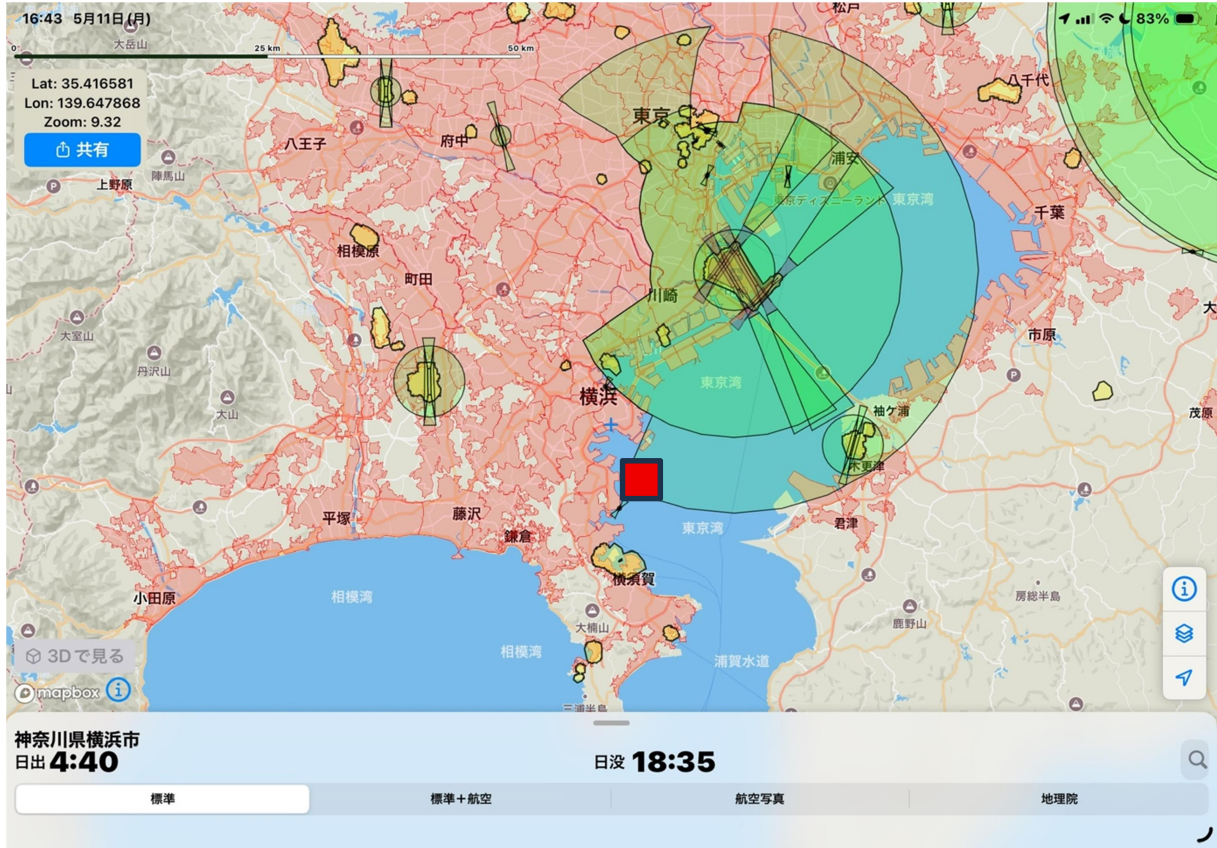 16:43 5月11日(月)
83%
大岳山
松戸
0
25 km
50 km
Lat: 35.416581
Lon: 139.647868
Zoom: 9.32
共有
八千代
東京
八王子
府中
浦安
陣馬山
上野原
東京ディズニーランド
東京湾
千葉
相模原
町田
川崎
大室山
市原
丹沢山
東京湾
横浜
大山
袖ケ浦
茂原
木更津
平塚
藤沢
東京湾
君津
鎌倉
横須賀
小田原
相模湾
房総半島
大楠山
鹿野山
3Dで見る
相模湾
浦賀水道
mapbox
三浦半島
神奈川県横浜市
日出 4:40
日没 18:35
標準
標準+航空
航空写真
地理院